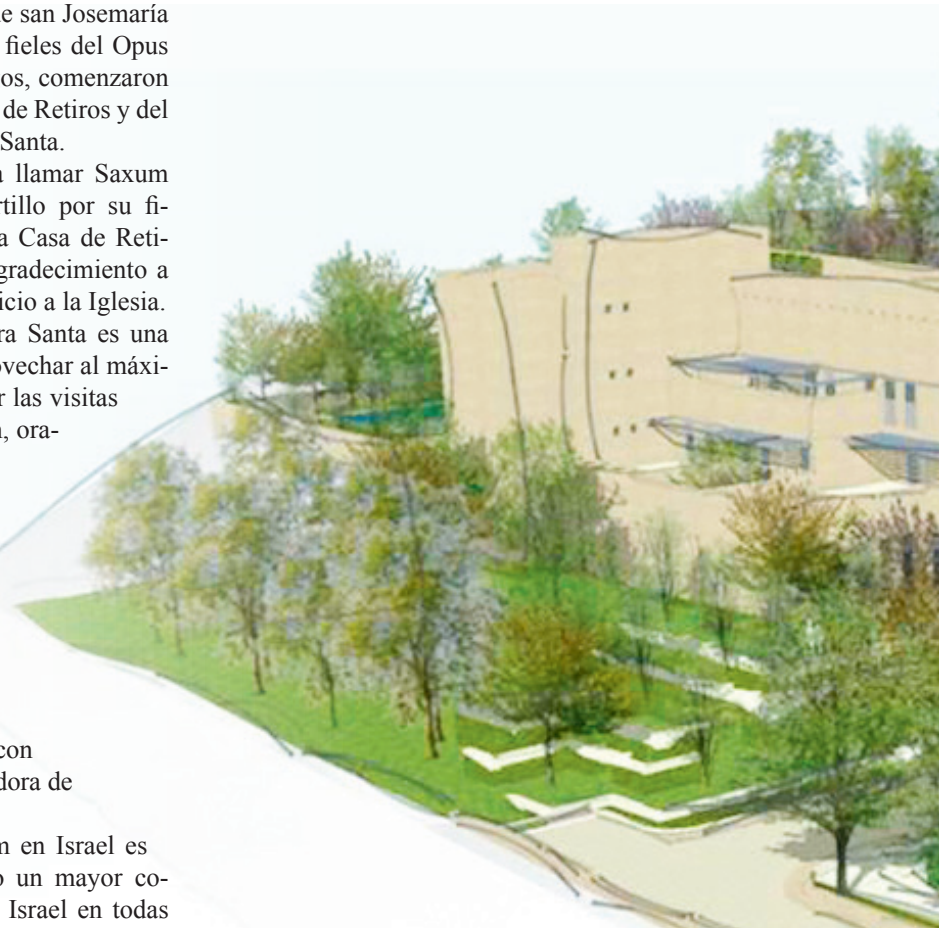 e san Josemaría
fieles del Opus
os, comenzaron
de Retiros y del
Santa.
a llamar Saxum
rtillo por su fi-
a Casa de Reti-
gradecimiento a
icio a la Iglesia.
ra Santa es una
ovechar al máxi-
r las visitas
, ora-
con
dora de
n en Israel es
o un mayor co-
Israel en todas